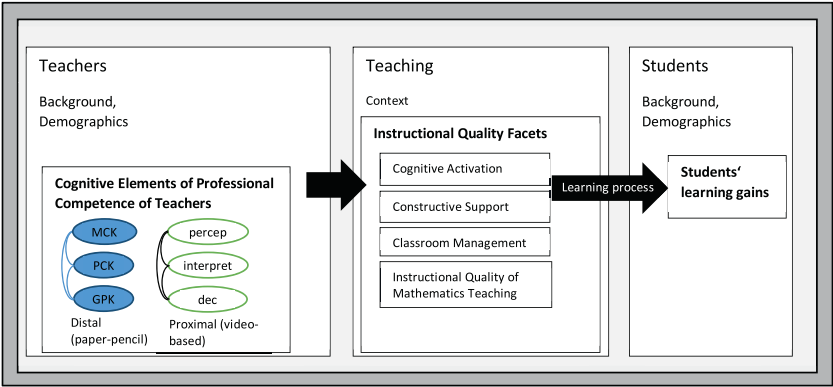 Teachers
Background,
Demographics
Cognitive Elements of Professional
Competence of Teachers
MCK
PCK
GPK
Distal
(paper-pencil)
percep
interpret
dec
Proximal (video-
based)
Teaching
Context
Instructional Quality Facets
Cognitive Activation
Constructive Support
Classroom Management
Instructional Quality of
Mathematics Teaching
Learning process
Students
Background,
Demographics
Students‘
learning gains